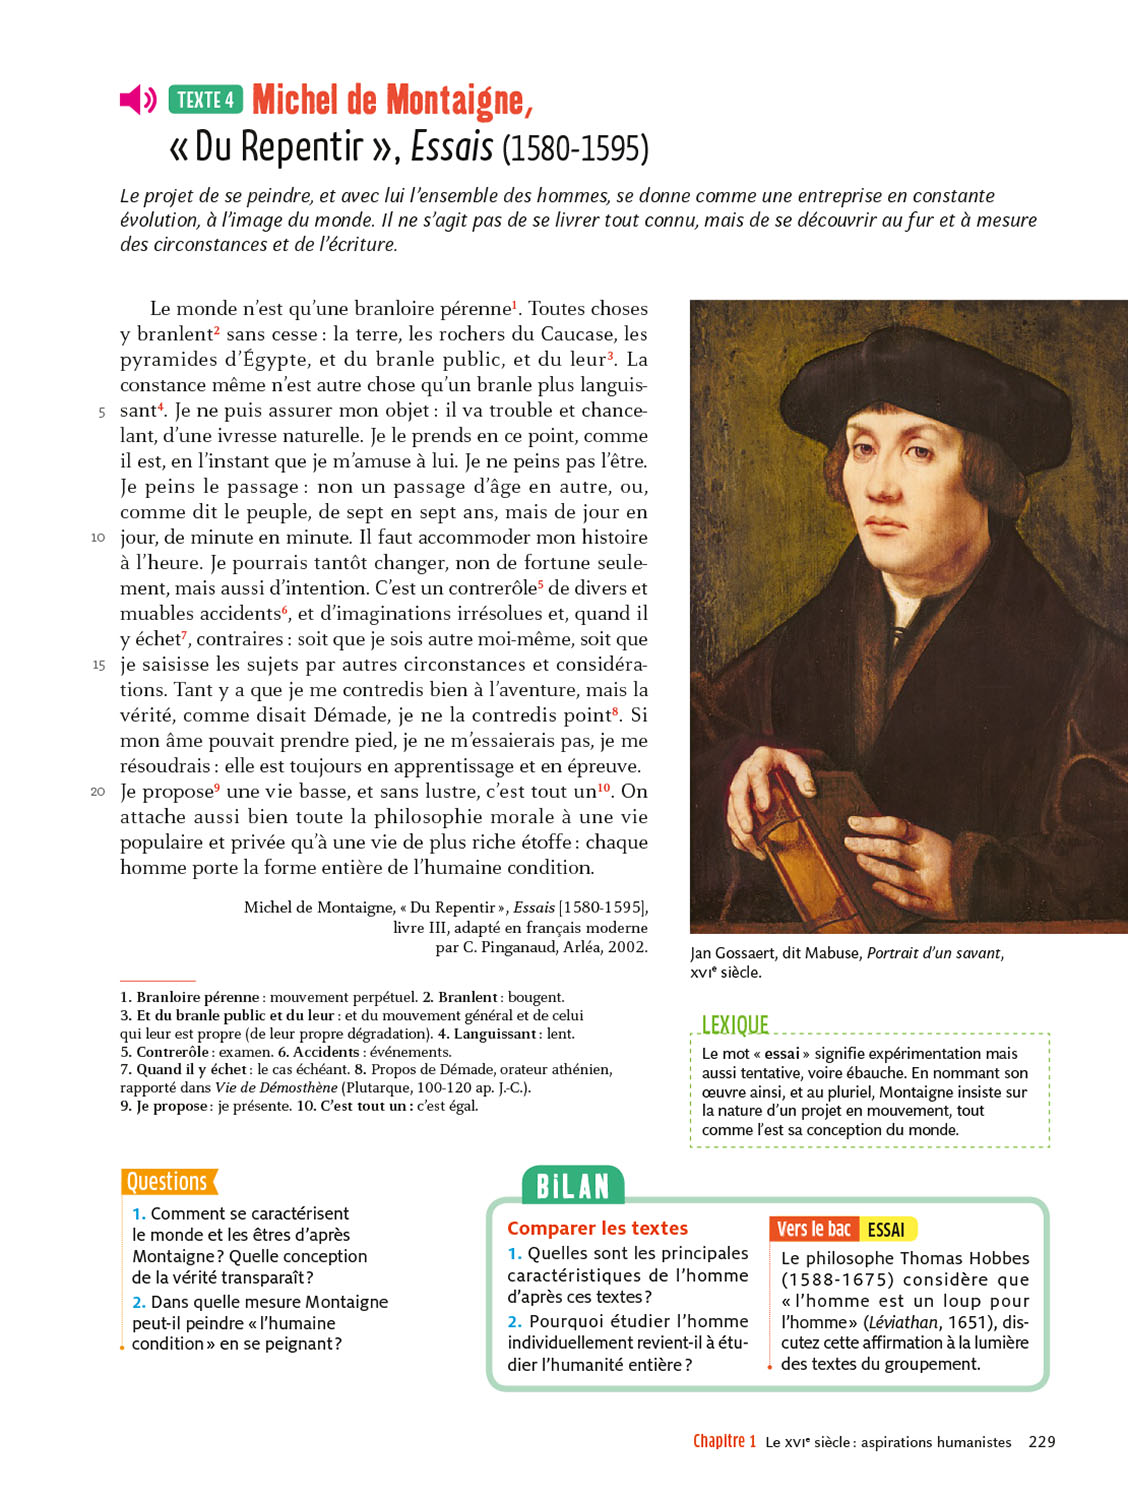 TEXTE 4 Michel de Montaigne,
« Du Repentir », Essais (1580-1595)
Le projet de se peindre, et avec lui l'ensemble des hommes, se donne comme une entreprise en constante
évolution, à l'image du monde. Il ne s'agit pas de se livrer tout connu, mais de se découvrir au fur et à mesure
des circonstances et de l'écriture.
Le monde n'est qu'une branloire pérenne1. Toutes choses
y branlent2 sans cesse : la terre, les rochers du Caucase, les
pyramides d'Égypte, et du branle public, et du leur3. La
constance même n'est autre chose qu'un branle plus languis-
5 sant4. Je ne puis assurer mon objet : il va trouble et chance-
lant, d'une ivresse naturelle. Je le prends en ce point, comme
il est, en l'instant que je m'amuse à lui. Je ne peins pas l'être.
Je peins le passage : non un passage d'âge en autre, ou,
comme dit le peuple, de sept en sept ans, mais de jour en
10 jour, de minute en minute. Il faut accommoder mon histoire
à l'heure. Je pourrais tantôt changer, non de fortune seule-
ment, mais aussi d'intention. C'est un contrerôle5 de divers et
muables accidents6, et d'imaginations irrésolues et, quand il
y échet7, contraires : soit que je sois autre moi-même, soit que
15 je saisisse les sujets par autres circonstances et considéra-
tions. Tant y a que je me contredis bien à l'aventure, mais la
vérité, comme disait Démade, je ne la contredis point8. Si
mon âme pouvait prendre pied, je ne m'essaierais pas, je me
résoudrais : elle est toujours en apprentissage et en épreuve.
20 Je propose9 une vie basse, et sans lustre, c'est tout un10. On
attache aussi bien toute la philosophie morale à une vie
populaire et privée qu'à une vie de plus riche étoffe : chaque
homme porte la forme entière de l'humaine condition.
Michel de Montaigne, « Du Repentir », Essais [1580-1595],
livre III, adapté en français moderne
par C. Pinganaud, Arléa, 2002.
1. Branloire pérenne : mouvement perpétuel. 2. Branlent : bougent.
3. Et du branle public et du leur : et du mouvement général et de celui
qui leur est propre (de leur propre dégradation). 4. Languissant : lent.
5. Contrerôle : examen. 6. Accidents : événements.
7. Quand il y échet : le cas échéant. 8. Propos de Démade, orateur athénien,
rapporté dans Vie de Démosthène (Plutarque, 100-120 ap. J.-C.).
9. Je propose : je présente. 10. C'est tout un : c'est égal.
Jan Gossaert, dit Mabuse, Portrait d'un savant,
XVIe siècle.
LEXIQUE
Le mot « essai » signifie expérimentation mais
aussi tentative, voire ébauche. En nommant son
œuvre ainsi, et au pluriel, Montaigne insiste sur
la nature d'un projet en mouvement, tout
comme l'est sa conception du monde.
Questions
1. Comment se caractérisent
le monde et les êtres d'après
Montaigne ? Quelle conception
de la vérité transparaît ?
2. Dans quelle mesure Montaigne
peut-il peindre « l'humaine
condition » en se peignant ?
BiLAN
Comparer les textes
1. Quelles sont les principales
caractéristiques de l'homme
d'après ces textes ?
2. Pourquoi étudier l'homme
individuellement revient-il à étu-
dier l'humanité entière ?
Vers le bac ESSAI
Le philosophe Thomas Hobbes
(1588-1675) considère que
« l'homme est un loup pour
l'homme » (Léviathan, 1651), dis-
cutez cette affirmation à la lumière
des textes du groupement.
Chapitre 1 Le XVIe siècle : aspirations humanistes 229